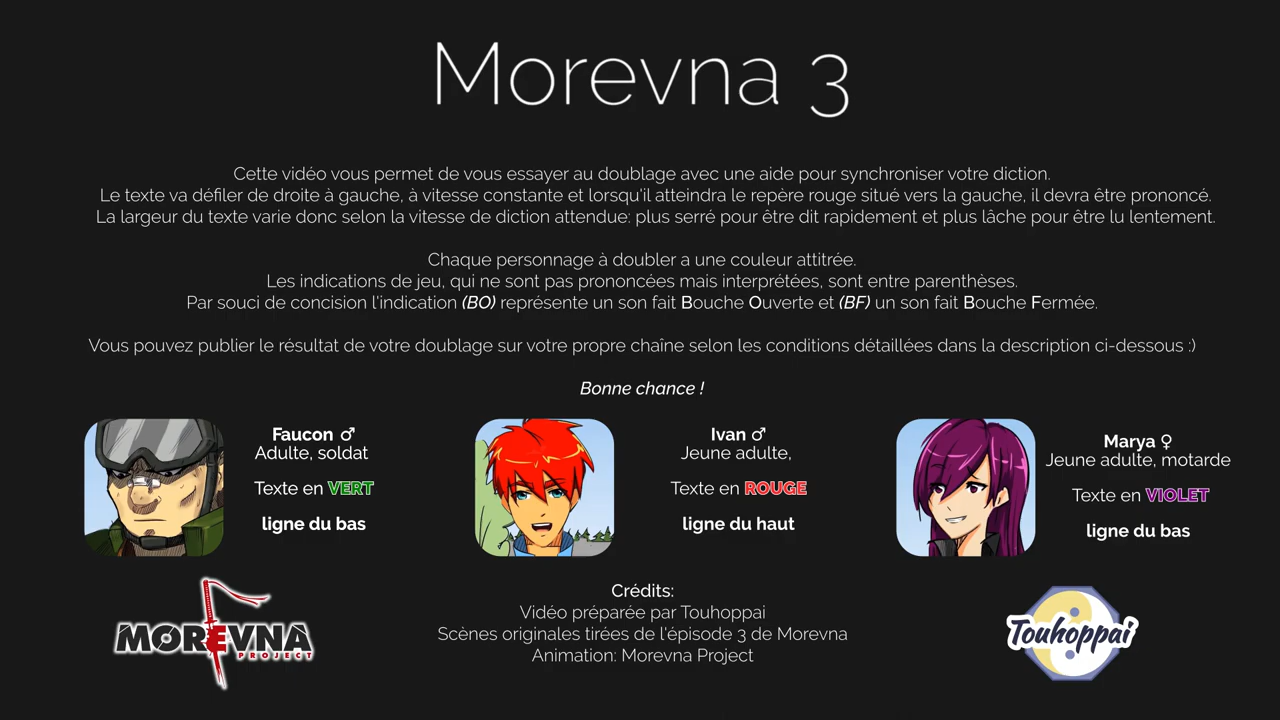 Morevna 3
Cette vidéo vous permet de vous essayer au doublage avec une aide pour synchroniser votre diction.
Le texte va défiler de droite à gauche, à vitesse constante et lorsqu'il atteindra le repère rouge situé vers la gauche, il devra être prononcé.
La largeur du texte varie donc selon la vitesse de diction attendue: plus serré pour être dit rapidement et plus lâche pour être lu lentement.
Chaque personnage à doubler a une couleur attitrée.
Les indications de jeu, qui ne sont pas prononcées mais interprétées, sont entre parenthèses.
Par souci de concision l'indication (BO) représente un son fait Bouche Ouverte et (BF) un son fait Bouche Fermée.
Vous pouvez publier le résultat de votre doublage sur votre propre chaîne selon les conditions détaillées dans la description ci-dessous :)
Bonne chance !
Faucon ♂
Adulte, soldat
Texte en VERT
ligne du bas
Ivan ♂
Jeune adulte,
Texte en ROUGE
ligne du haut
Marya ♀
Jeune adulte, motarde
Texte en VIOLET
ligne du bas
MOREVNA
PROJECT
Crédits:
Vidéo préparée par Touhoppai
Scènes originales tirées de l'épisode 3 de Morevna
Animation: Morevna Project
Touhoppai